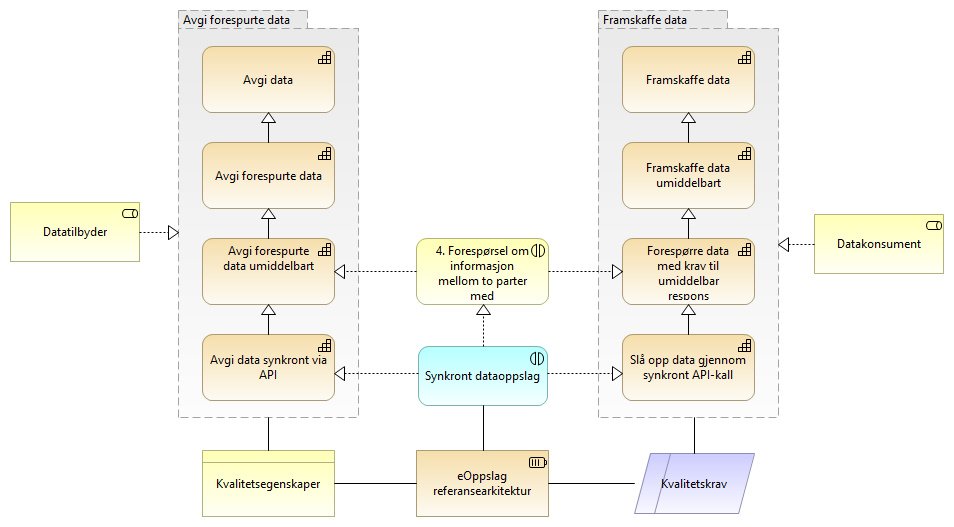 Avgi forespurte data
Framskaffe data
Avgi data
Framskaffe data
Avgi forespurte data
Framskaffe data
umiddelbart
Datatilbyder
Avgi forespurte
data umiddelbart
4. Forespørsel om
informasjon
mellom to parter
med
Forespørre data
med krav til
umiddelbar
respons
Datakonsument
Avgi data synkront via
API
Synkront dataoppslag
Slå opp data gjennom
synkront API-kall
Kvalitetsegenskaper
eOppslag
referansearkitektur
Kvalitetskrav